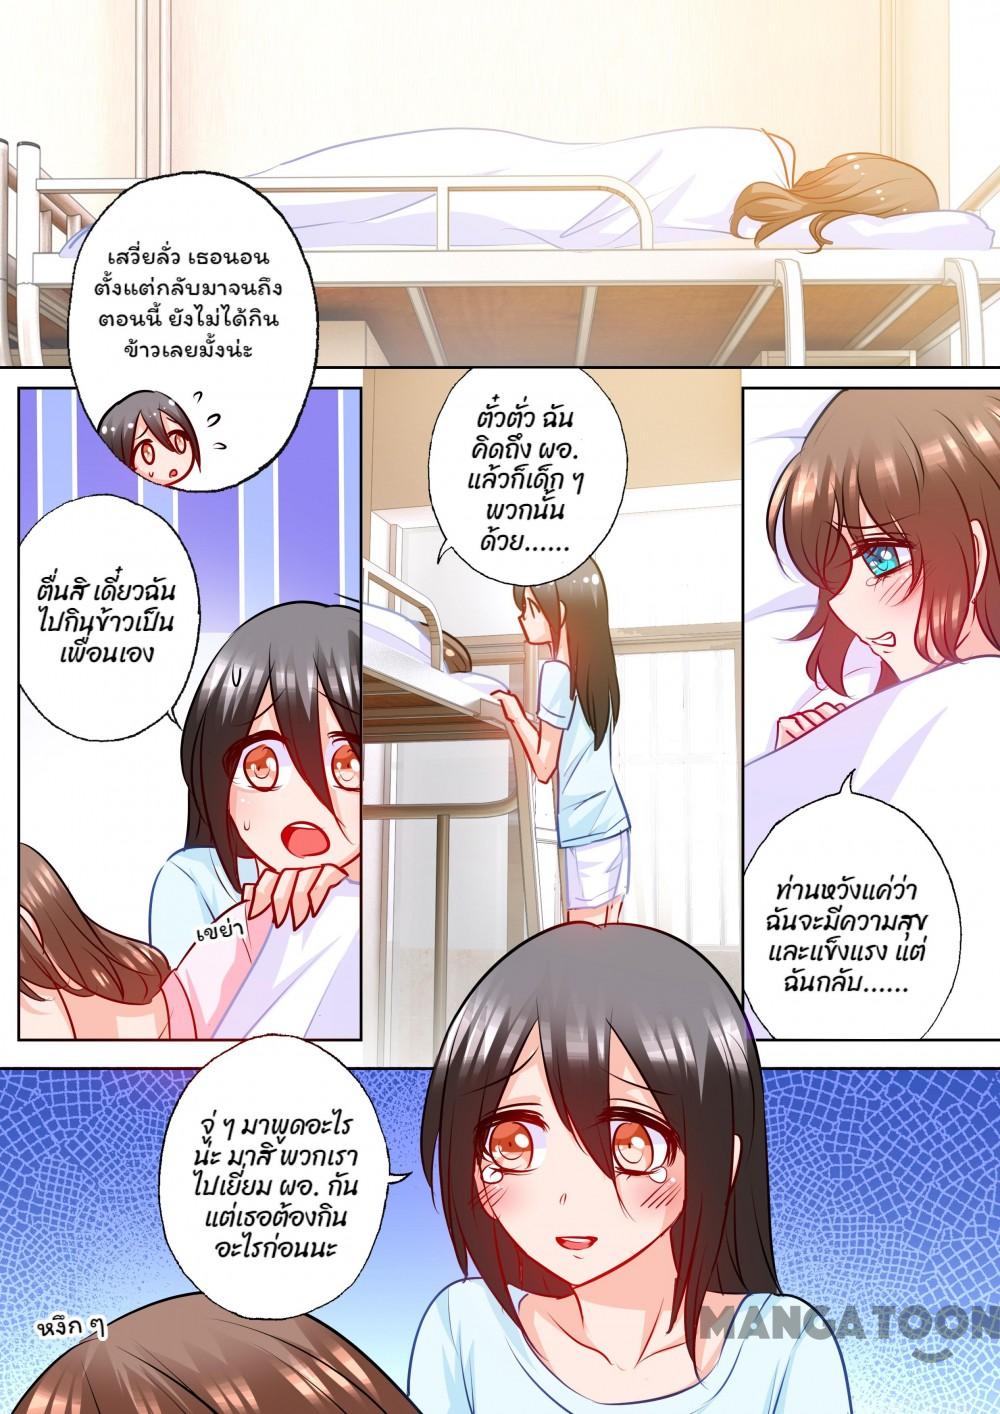 เสวี่ยลั่ว เธอนอน
ตั้งแต่กลับมาจนถึง
ตอนนี้ ยังไม่ได้กิน
ข้าวเลยมั้งน่ะ
ตื่นสิ เดี๋ยวฉัน
ไปกินข้าวเป็น
เพื่อนเอง
เขย่า
ตั๋วตั่ว ฉัน
คิดถึง ผอ.
แล้วก็เด็ก ๆ
พวกนั้น
ด้วย......
ท่านหวังแค่ว่า
ฉันจะมีความสุข
และแข็งแรง แต่
ฉันกลับ......
จู่ ๆ มาพูดอะไร
น่ะ มาสิ พวกเรา
ไปเยี่ยม ผอ. กัน
แต่เธอต้องกิน
อะไรก่อนนะ
หงึก ๆ
MANGATOON